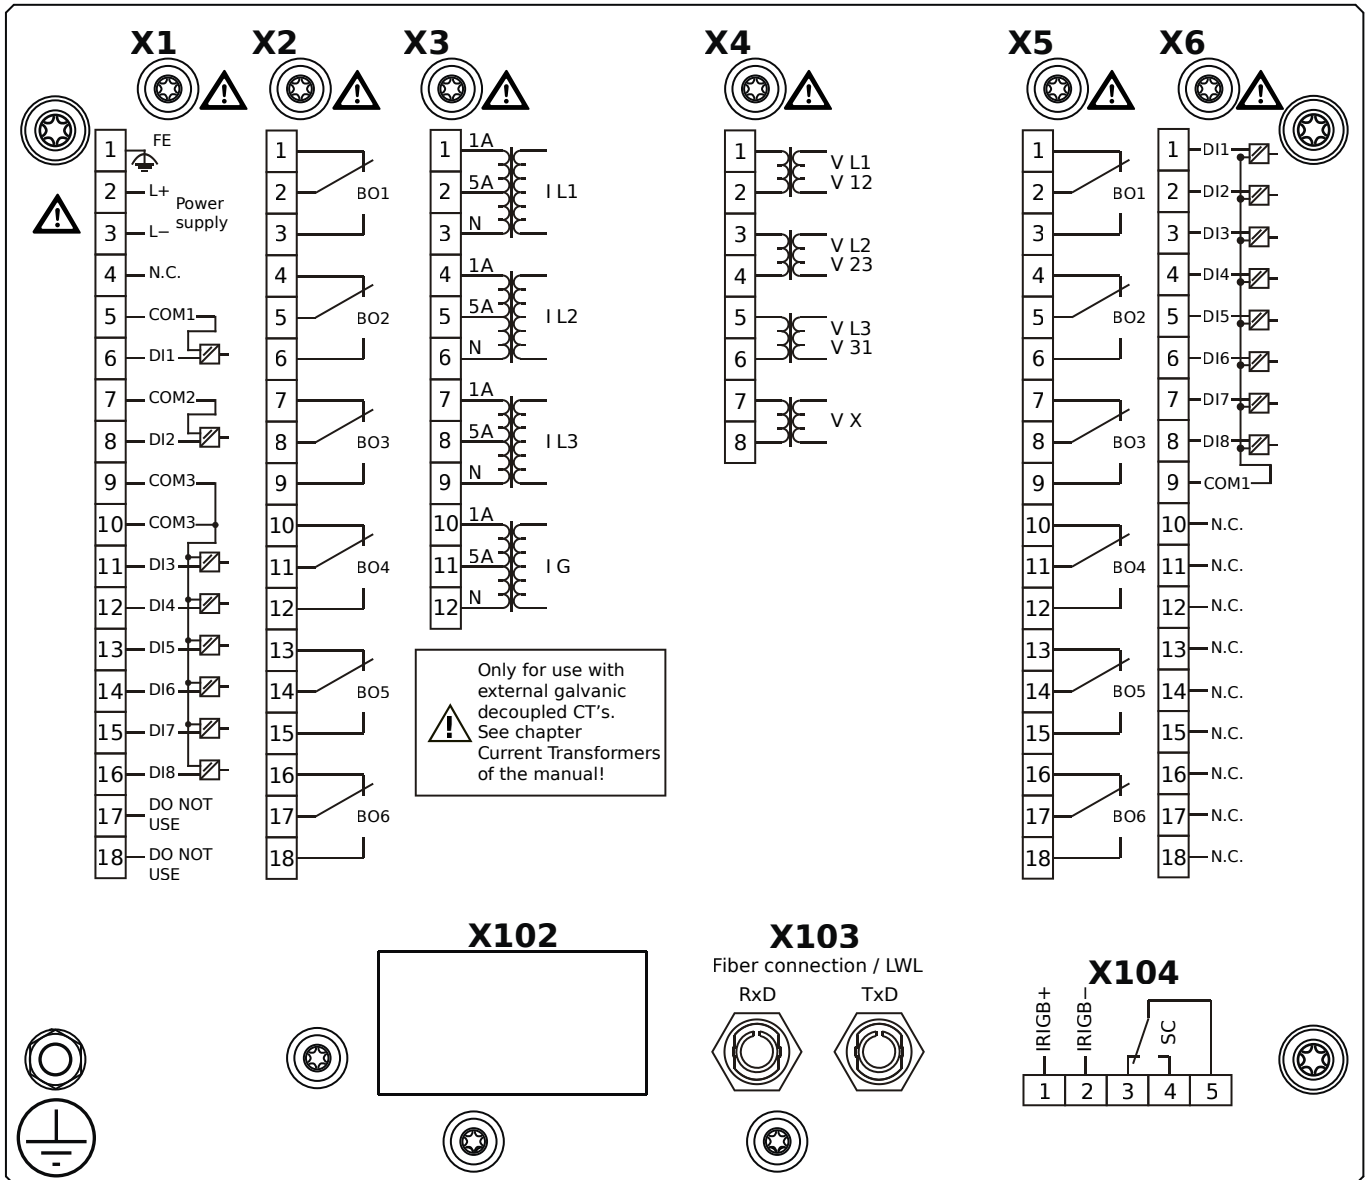 X1 X2 X3 X4 X5 X6
1 FE
2 L+
Power
supply
3 L−
4 N.C.
5 COM1
6 DI1
7 COM2
8 DI2
9 COM3
10 COM3
11 DI3
12 DI4
13 DI5
14 DI6
15 DI7
16 DI8
17 DO NOT
USE
18 DO NOT
USE
1
2 BO1
3
4
5 BO2
6
7
8 BO3
9
10
11 BO4
12
13
14 BO5
15
16
17 BO6
18
1 1A
2 5A I L1
3 N
4 1A
5 5A I L2
6 N
7 1A
8 5A I L3
9 N
10 1A
11 5A I G
12 N
Only for use with
external galvanic
decoupled CT's.
See chapter
Current Transformers
of the manual!
1 V L1
2 V 12
3 V L2
4 V 23
5 V L3
6 V 31
7
V X
8
1
2 BO1
3
4
5 BO2
6
7
8 BO3
9
10
11 BO4
12
13
14 BO5
15
16
17 BO6
18
1 DI1
2 DI2
3 DI3
4 DI4
5 DI5
6 DI6
7 DI7
8 DI8
9 COM1
10 N.C.
11 N.C.
12 N.C.
13 N.C.
14 N.C.
15 N.C.
16 N.C.
17 N.C.
18 N.C.
X102
X103
Fiber connection / LWL
RxD TxD
X104
IRIGB+
IRIGB−
SC
1 2 3 4 5